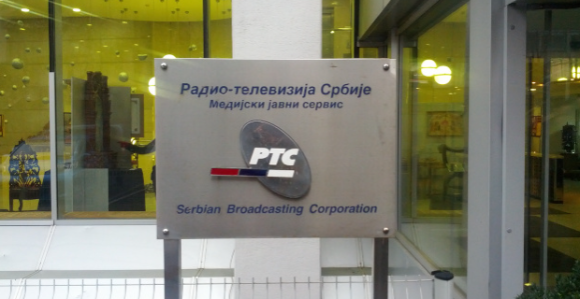 Радио-телевизија Србије
Медијски јавни сервис
РТС
Serbian Broadcasting Corporation